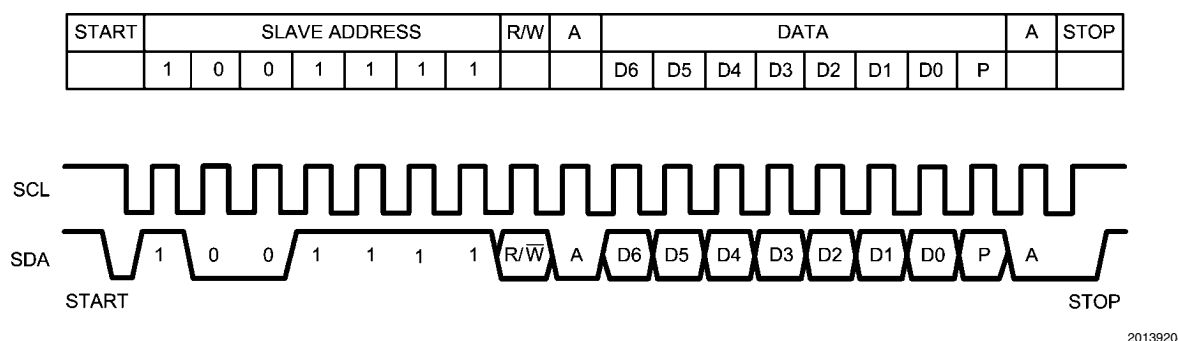 START SLAVE ADDRESS R/W A DATA A STOP
1 0 0 1 1 1 1 D6 D5 D4 D3 D2 D1 D0 P
SCL
SDA 1 0 0 1 1 1 1 R/W̅ A D6 D5 D4 D3 D2 D1 D0 P A
START STOP
2013920